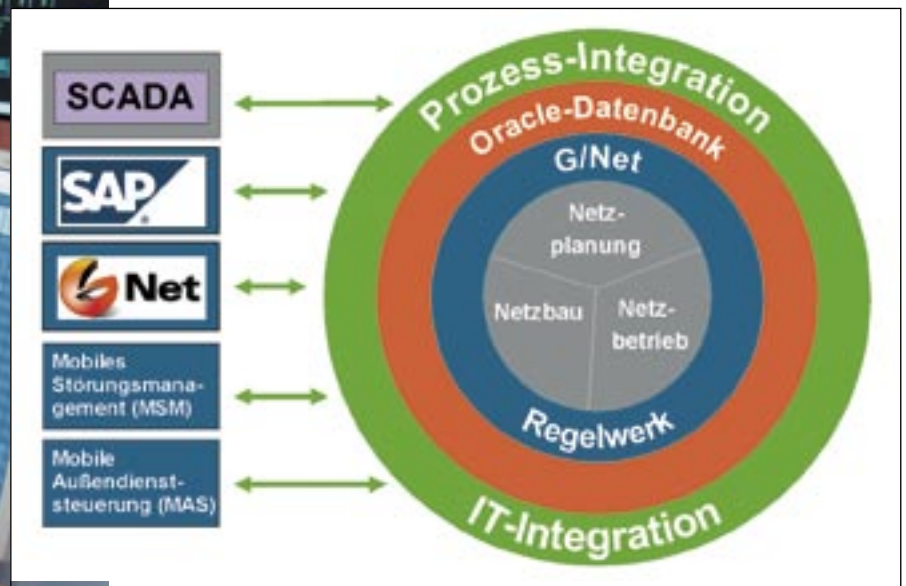 SCADA
SAP
®
Net
Mobiles
Störungsmana-
gement (MSM)
Mobile
Außendienst-
steuerung (MAS)
Prozess-Integration
Oracle-Datenbank
G/Net
Netz-
planung
Netzbau
Netz-
betrieb
Regelwerk
IT-Integration